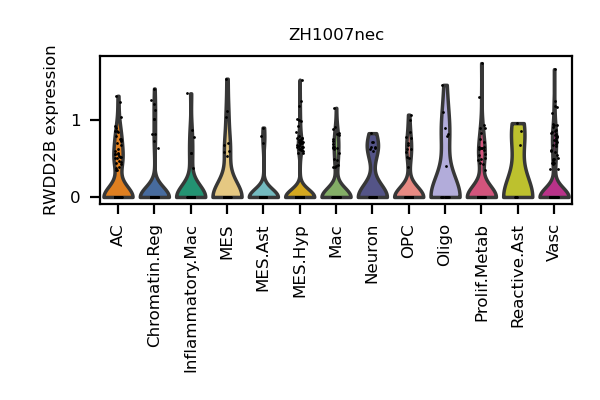 ZH1007nec
RWDD2B expression
1
0
AC
Chromatin.Reg
Inflammatory.Mac
MES
MES.Ast
MES.Hyp
Mac
Neuron
OPC
Oligo
Prolif.Metab
Reactive.Ast
Vasc